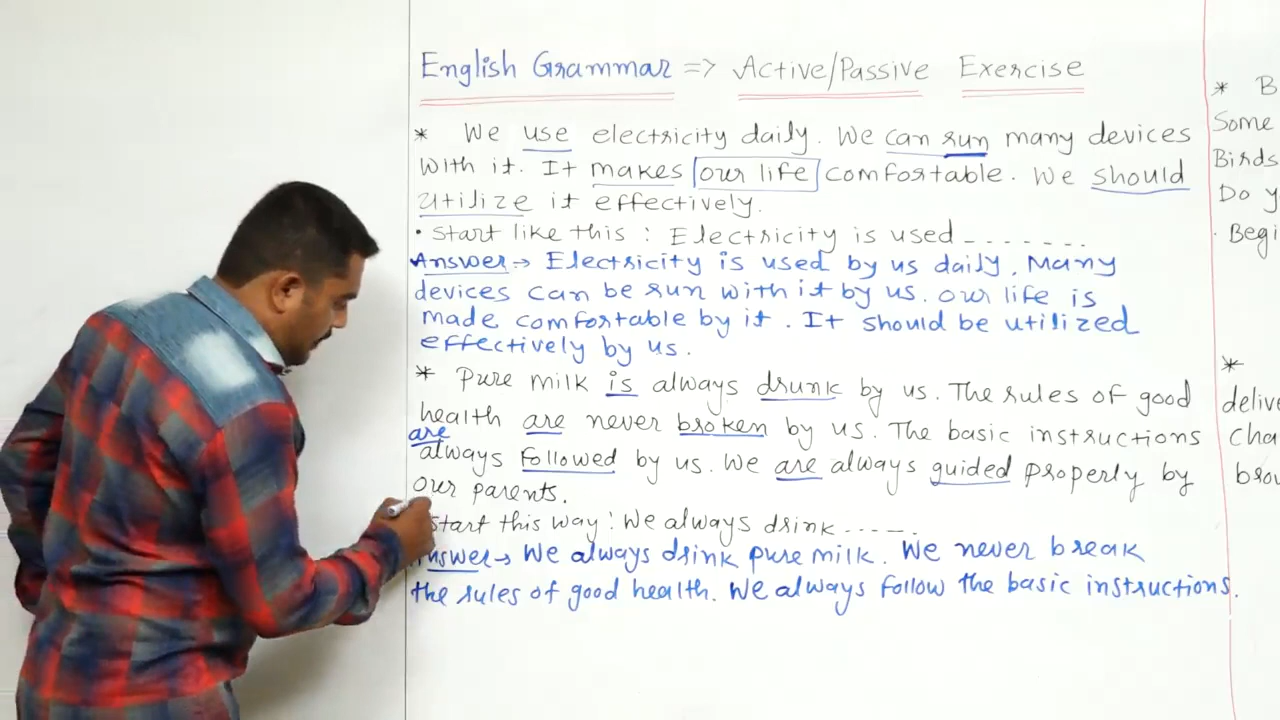 English Grammar => Active/Passive Exercise
* We use electricity daily. We can run many devices
with it. It makes our life comfortable. We should
utilize it effectively.
• start like this : Electricity is used - - - - - - -
Answer → Electricity is used by us daily. Many
devices can be run with it by us. Our life is
made comfortable by it. It should be utilized
effectively by us.
* Pure milk is always drunk by us. The rules of good
health are never broken by us. The basic instructions
are
always followed by us. We are always guided properly by
our parents.
start this way : We always drink - - - - -.
Answer → We always drink pure milk. We never break
the rules of good health. We always follow the basic instructions.
* B
Some
Birds
Do y
. Begi
*
delive
cha
brow